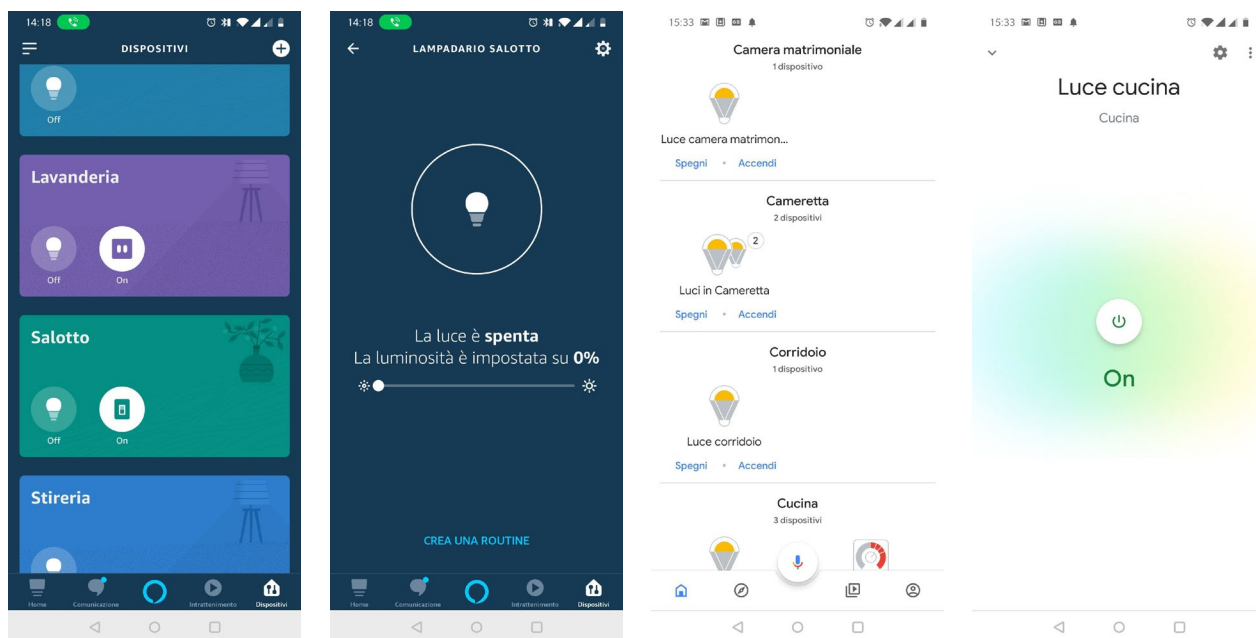 14:18
DISPOSITIVI
Off
Lavanderia
Off
On
Salotto
Off
On
Stireria
Home
Comunicazione
Intrattenimento
Dispositivi
14:18
LAMPADARIO SALOTTO
La luce è spenta
La luminosità è impostata su 0%
CREA UNA ROUTINE
Home
Comunicazione
Intrattenimento
Dispositivi
15:33
Camera matrimoniale
1 dispositivo
Luce camera matrimon...
Spegni • Accendi
Cameretta
2 dispositivi
2
Luci in Cameretta
Spegni • Accendi
Corridoio
1 dispositivo
Luce corridoio
Spegni • Accendi
Cucina
3 dispositivi
15:33
Luce cucina
Cucina
On